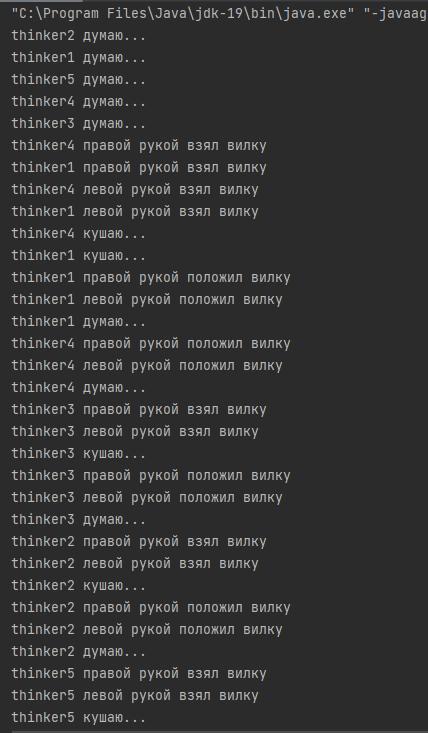 "C:\Program Files\Java\jdk-19\bin\java.exe" "-javaag
thinker2 думаю...
thinker1 думаю...
thinker5 думаю...
thinker4 думаю...
thinker3 думаю...
thinker4 правой рукой взял вилку
thinker1 правой рукой взял вилку
thinker4 левой рукой взял вилку
thinker1 левой рукой взял вилку
thinker4 кушаю...
thinker1 кушаю...
thinker1 правой рукой положил вилку
thinker1 левой рукой положил вилку
thinker1 думаю...
thinker4 правой рукой положил вилку
thinker4 левой рукой положил вилку
thinker4 думаю...
thinker3 правой рукой взял вилку
thinker3 левой рукой взял вилку
thinker3 кушаю...
thinker3 правой рукой положил вилку
thinker3 левой рукой положил вилку
thinker3 думаю...
thinker2 правой рукой взял вилку
thinker2 левой рукой взял вилку
thinker2 кушаю...
thinker2 правой рукой положил вилку
thinker2 левой рукой положил вилку
thinker2 думаю...
thinker5 правой рукой взял вилку
thinker5 левой рукой взял вилку
thinker5 кушаю...